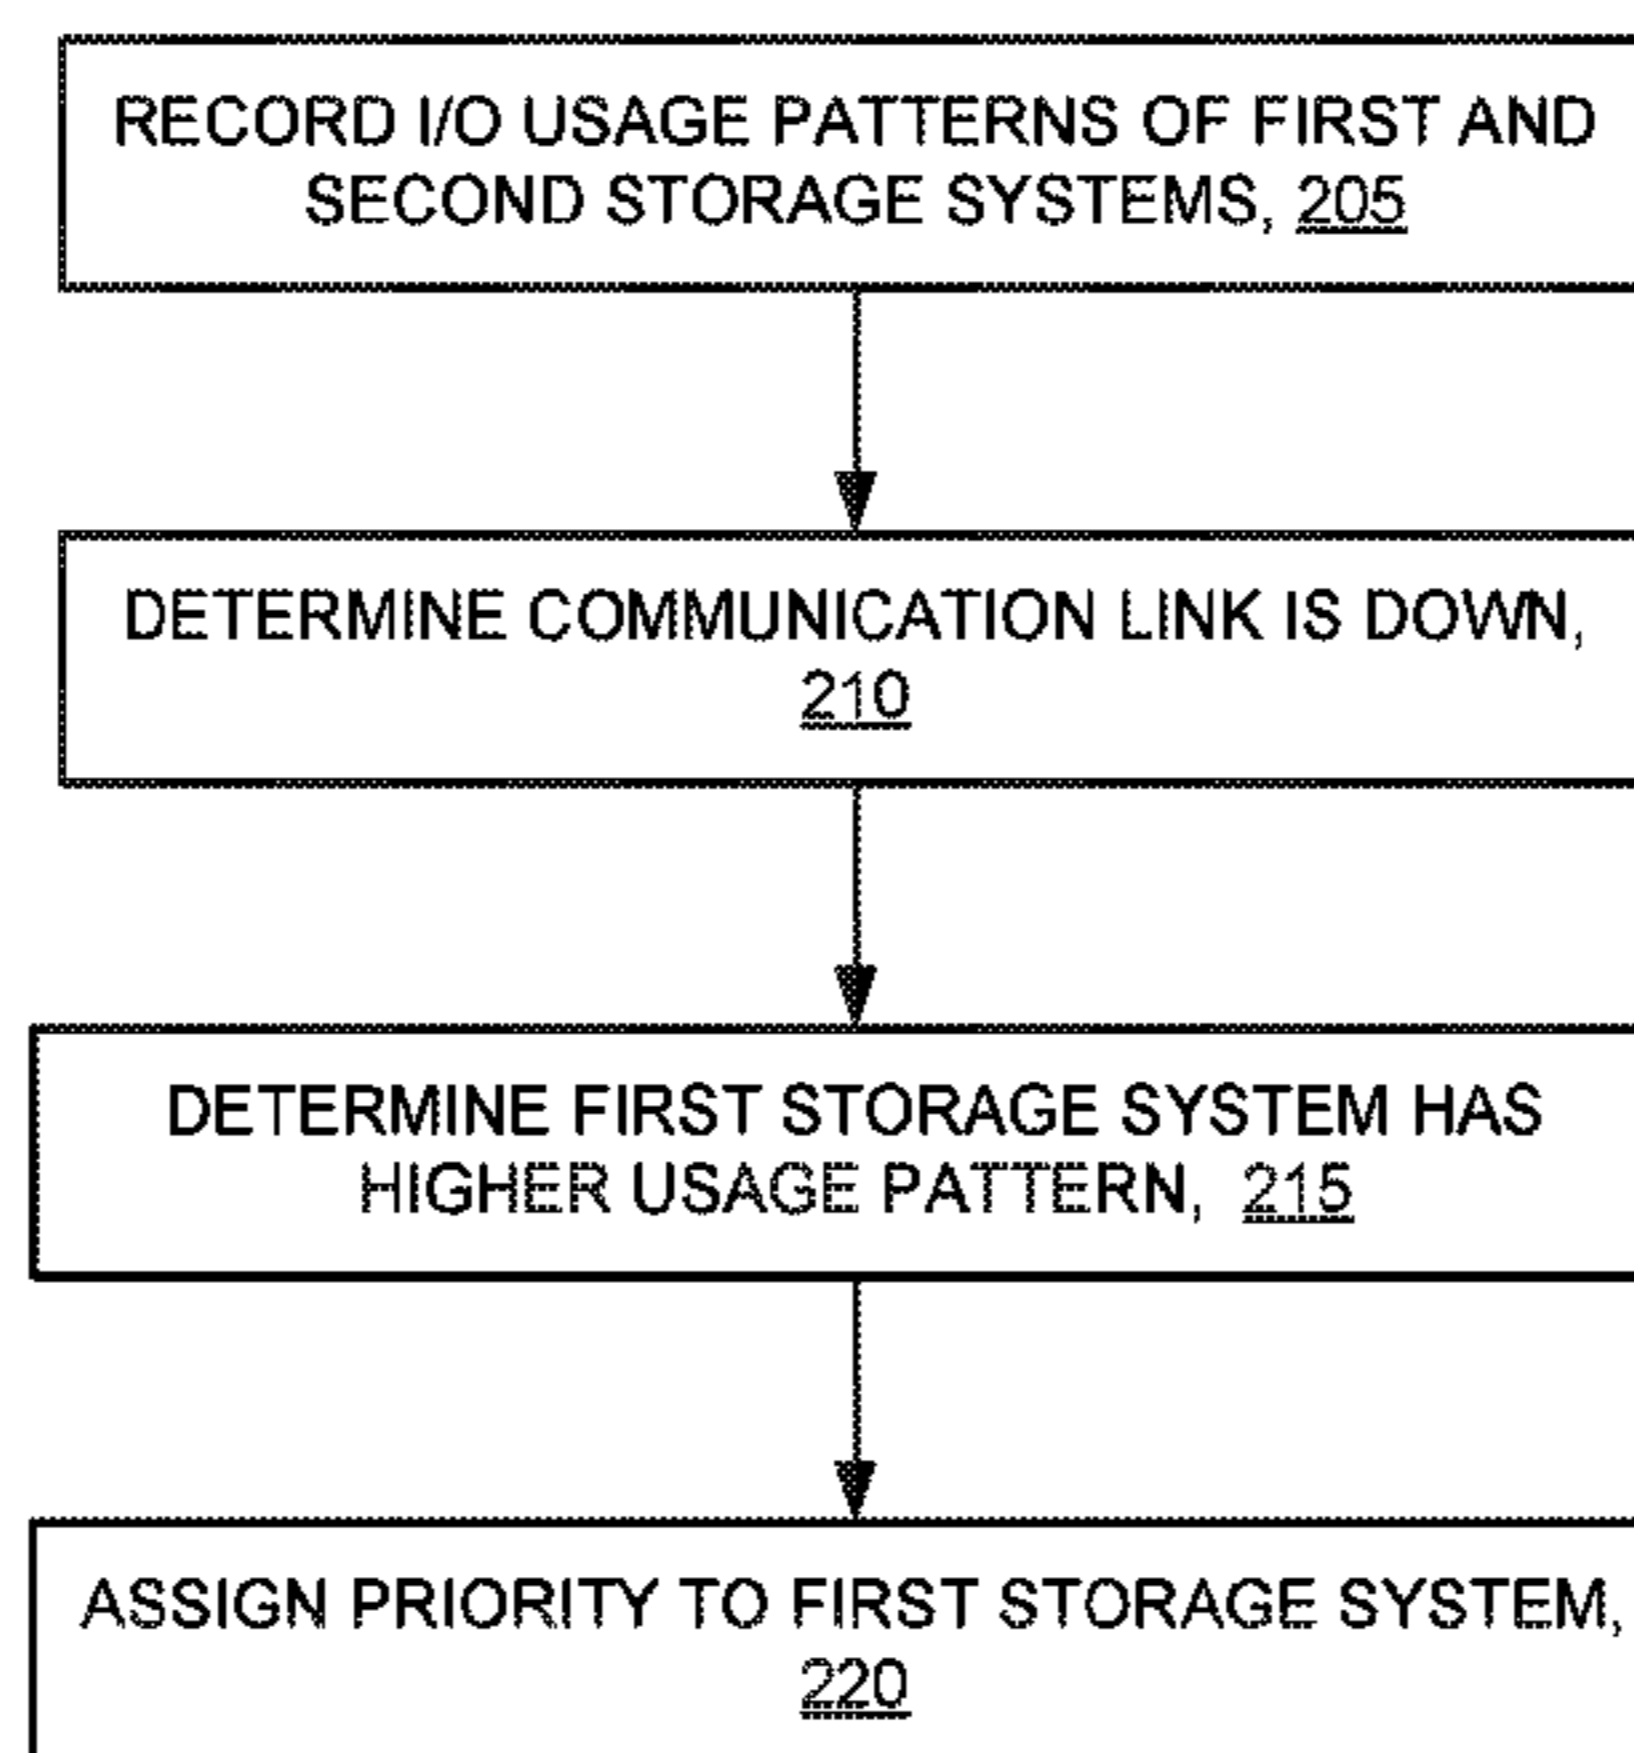 RECORD I/O USAGE PATTERNS OF FIRST AND
SECOND STORAGE SYSTEMS, 205
DETERMINE COMMUNICATION LINK IS DOWN,
210
DETERMINE FIRST STORAGE SYSTEM HAS
HIGHER USAGE PATTERN, 215
ASSIGN PRIORITY TO FIRST STORAGE SYSTEM,
220